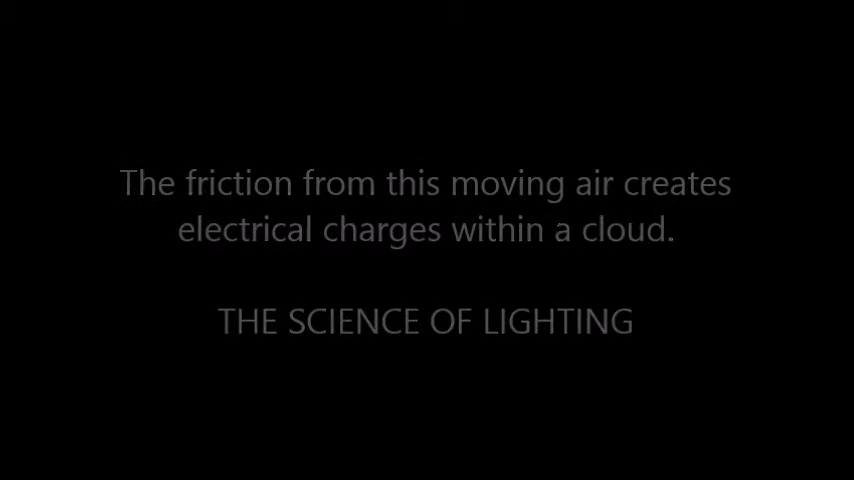 The friction from this moving air creates
electrical charges within a cloud.
THE SCIENCE OF LIGHTING